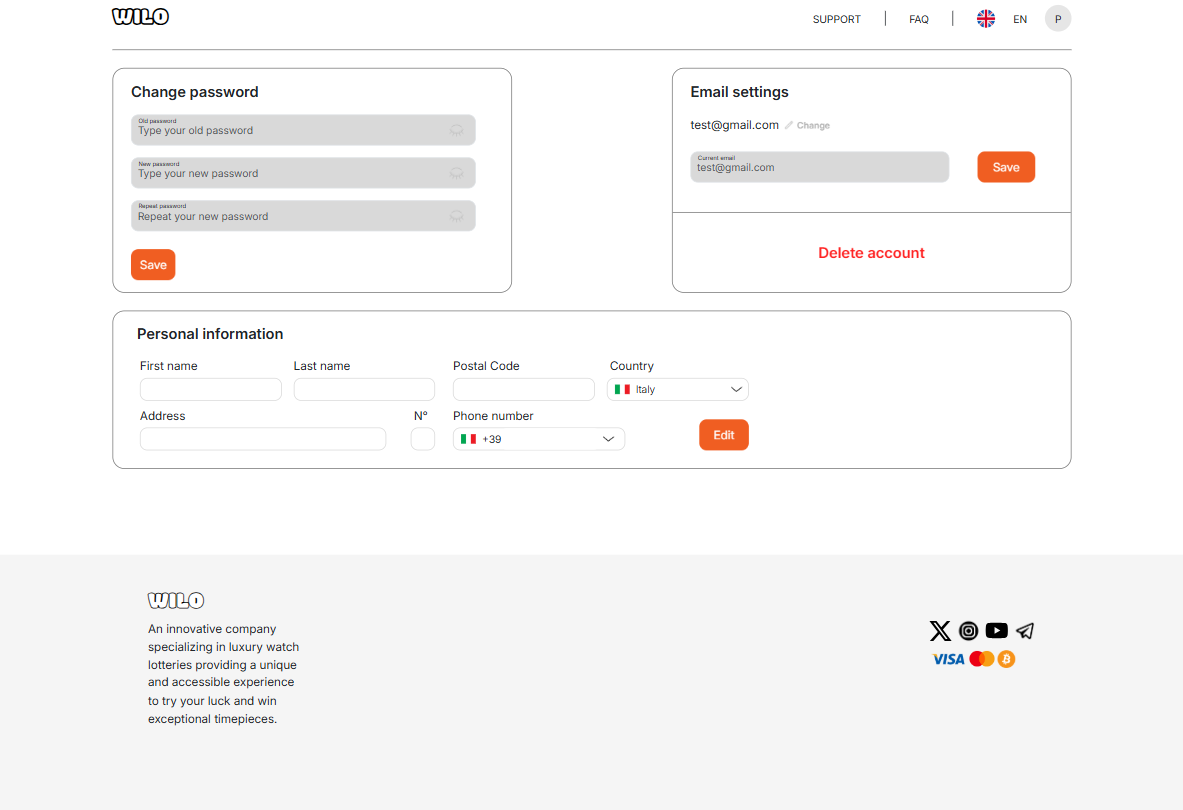 WILO
SUPPORT
FAQ
EN
P
Change password
Old password
Type your old password
New password
Type your new password
Repeat password
Repeat your new password
Save
Email settings
test@gmail.com Change
Current email
test@gmail.com
Save
Delete account
Personal information
First name
Last name
Postal Code
Country
Italy
Address
N°
Phone number
+39
Edit
WILO
An innovative company
specializing in luxury watch
lotteries providing a unique
and accessible experience
to try your luck and win
exceptional timepieces.
VISA